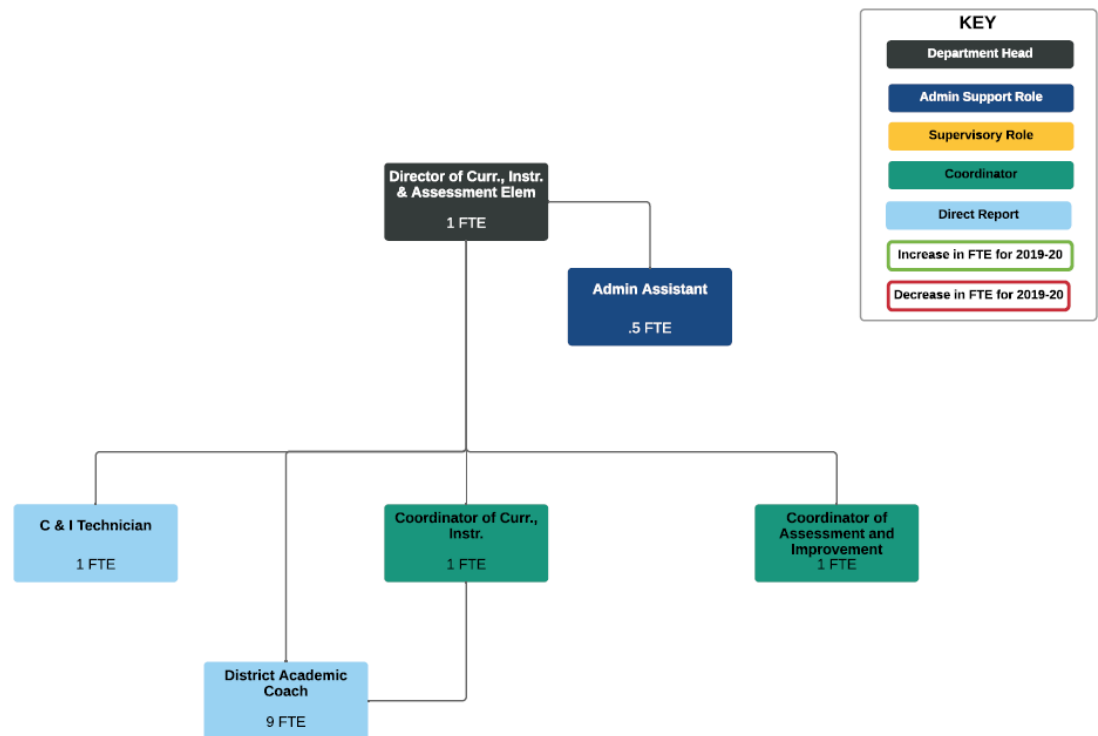 KEY
Department Head
Admin Support Role
Supervisory Role
Coordinator
Direct Report
Increase in FTE for 2019-20
Decrease in FTE for 2019-20
Director of Curr., Instr.
& Assessment Elem
1 FTE
Admin Assistant
.5 FTE
C & I Technician
1 FTE
Coordinator of Curr.,
Instr.
1 FTE
Coordinator of
Assessment and
Improvement
1 FTE
District Academic
Coach
9 FTE